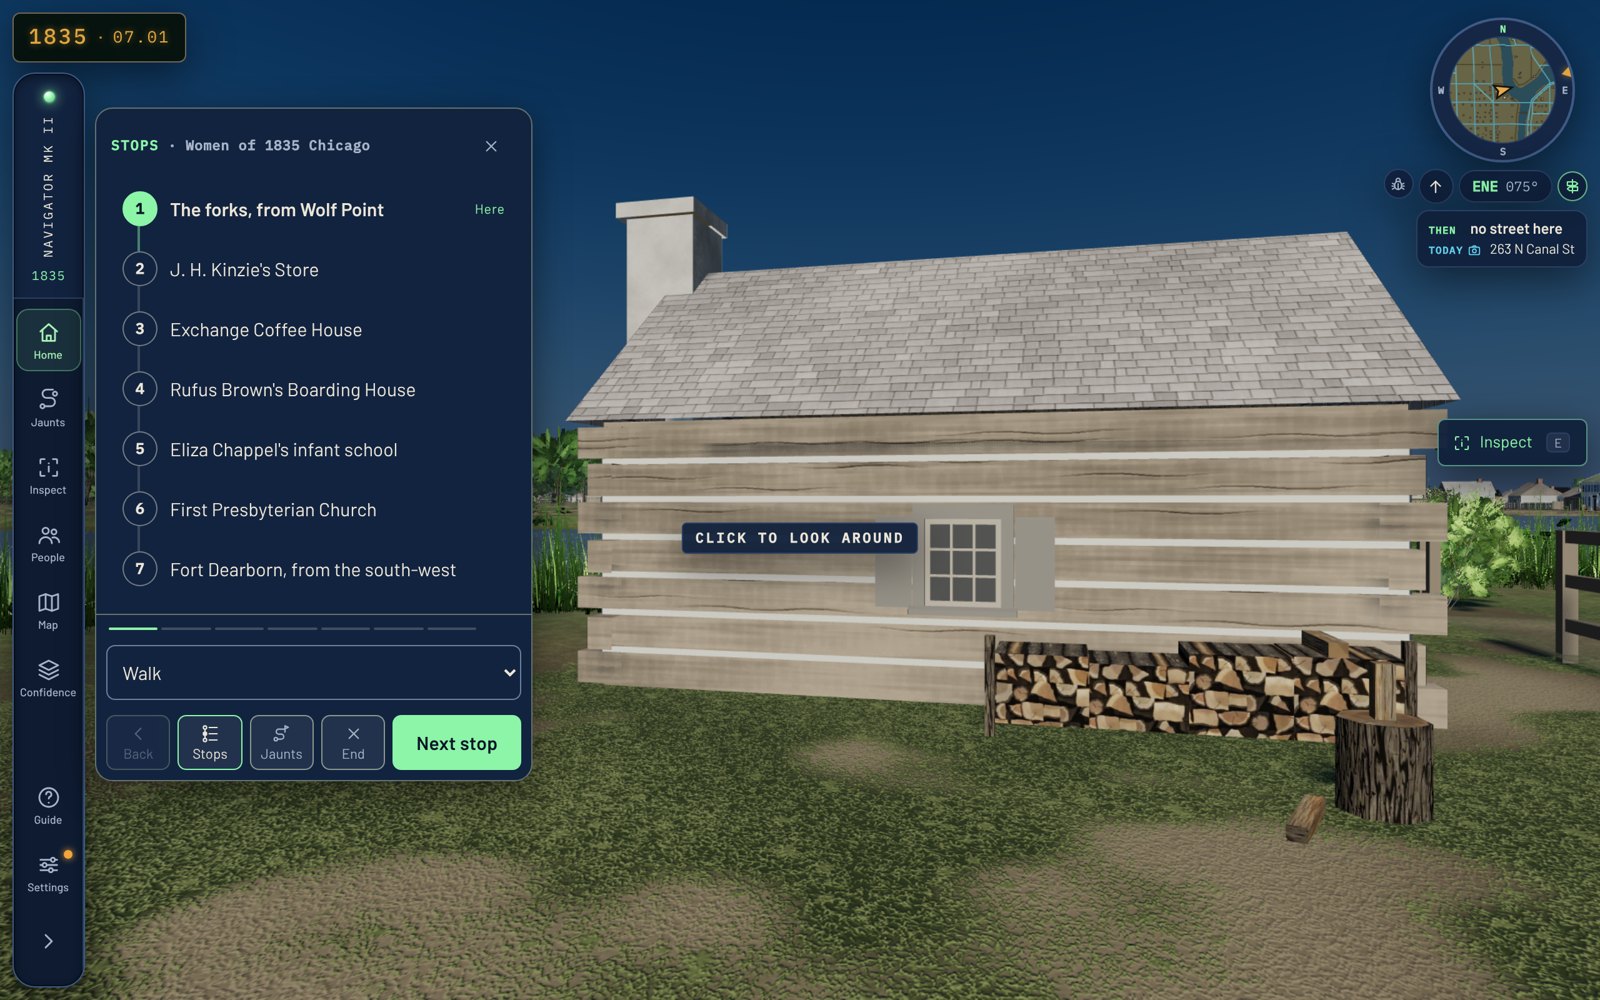 1835 · 07.01
NAVIGATOR MK II
1835
Home
Jaunts
Inspect
People
Map
Confidence
Guide
Settings
STOPS · Women of 1835 Chicago
1 The forks, from Wolf Point Here
2 J. H. Kinzie's Store
3 Exchange Coffee House
4 Rufus Brown's Boarding House
5 Eliza Chappel's infant school
6 First Presbyterian Church
7 Fort Dearborn, from the south-west
Walk
Back
Stops
Jaunts
End
Next stop
CLICK TO LOOK AROUND
N
W
E
S
ENE 075°
THEN no street here
TODAY 263 N Canal St
Inspect E